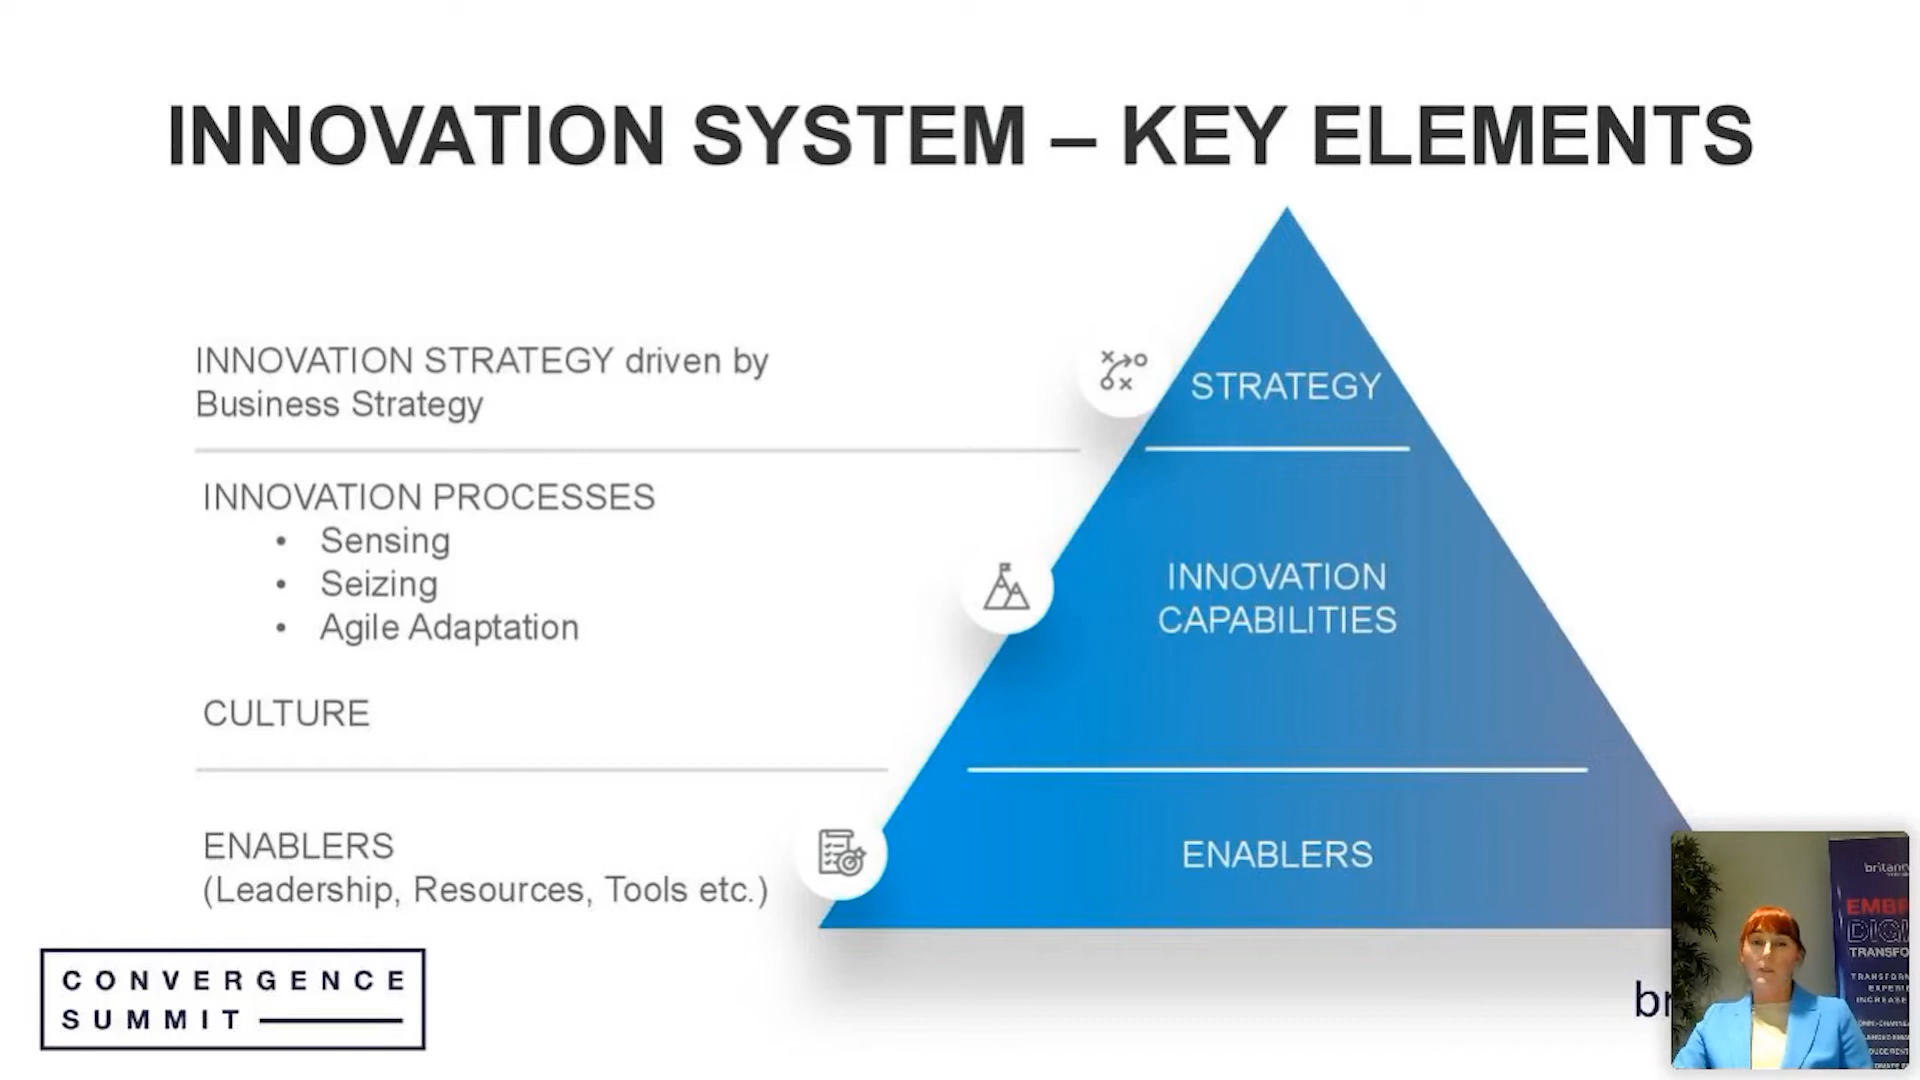 INNOVATION SYSTEM – KEY ELEMENTS
INNOVATION STRATEGY driven by
Business Strategy
STRATEGY
INNOVATION PROCESSES
• Sensing
• Seizing
• Agile Adaptation
INNOVATION
CAPABILITIES
CULTURE
ENABLERS
(Leadership, Resources, Tools etc.)
ENABLERS
CONVERGENCE
SUMMIT